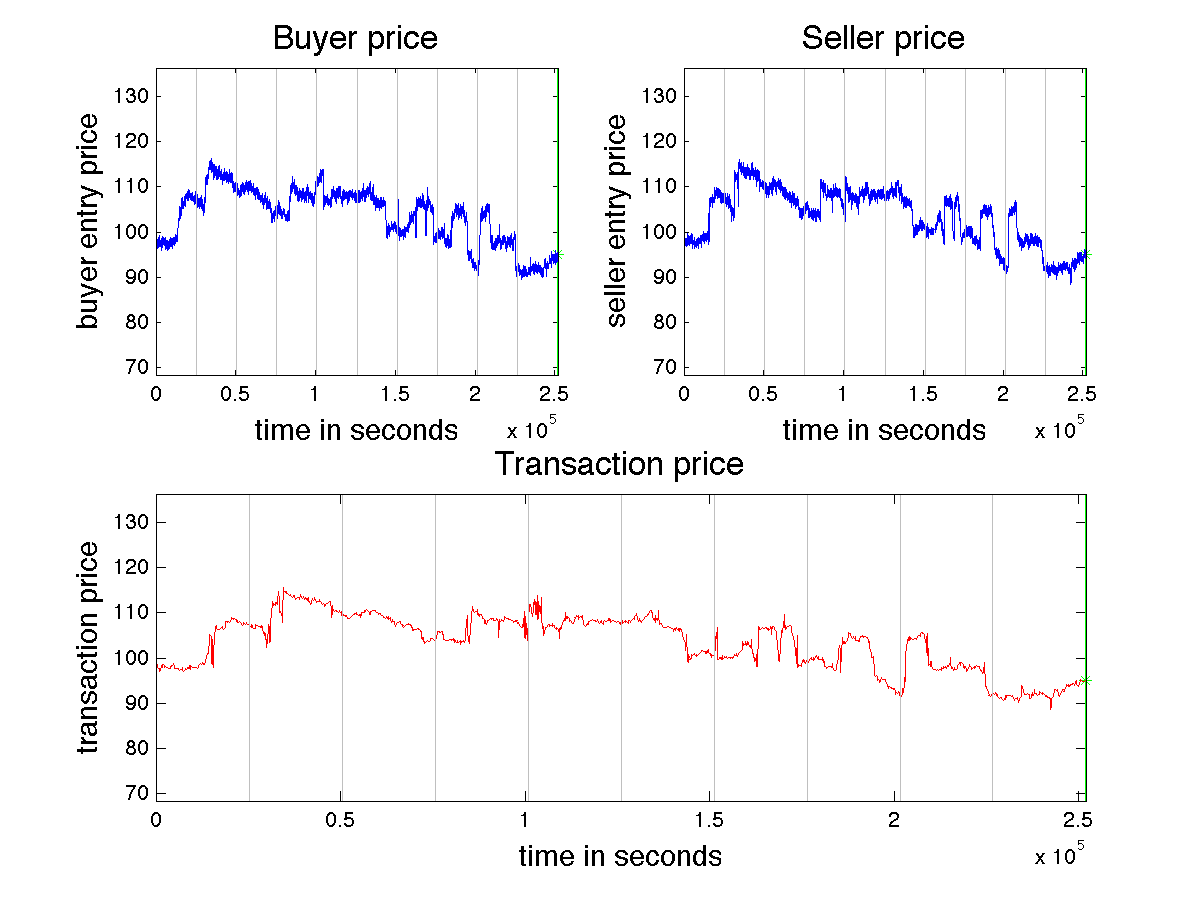 Buyer price
Seller price
buyer entry price
130
120
110
100
90
80
70
0 0.5 1 1.5 2 2.5
x 10^5
time in seconds
seller entry price
130
120
110
100
90
80
70
0 0.5 1 1.5 2 2.5
x 10^5
time in seconds
Transaction price
transaction price
130
120
110
100
90
80
70
0 0.5 1 1.5 2 2.5
x 10^5
time in seconds